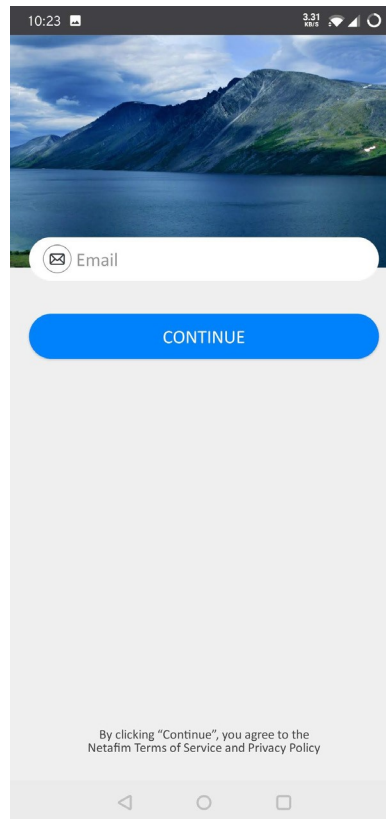 10:23
3.31
KB/S
Email
CONTINUE
By clicking “Continue”, you agree to the
Netafim Terms of Service and Privacy Policy